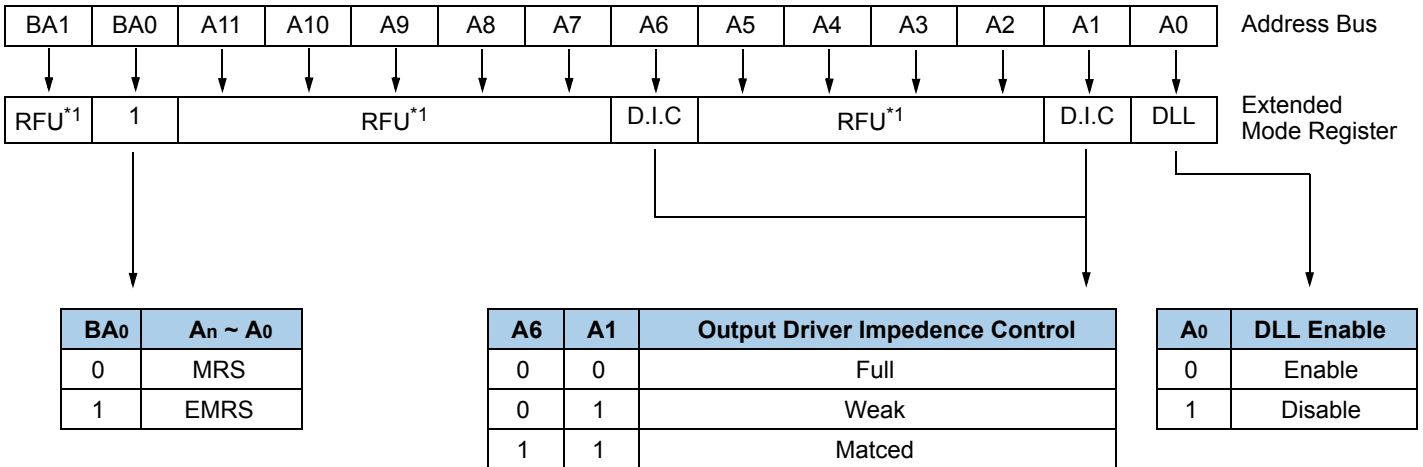 BA1 BA0 A11 A10 A9 A8 A7 A6 A5 A4 A3 A2 A1 A0 Address Bus
RFU*1 1 RFU*1 D.I.C RFU*1 D.I.C DLL Extended
Mode Register
BA0 An ~ A0
0 MRS
1 EMRS
A6 A1 Output Driver Impedence Control
0 0 Full
0 1 Weak
1 1 Matced
A0 DLL Enable
0 Enable
1 Disable